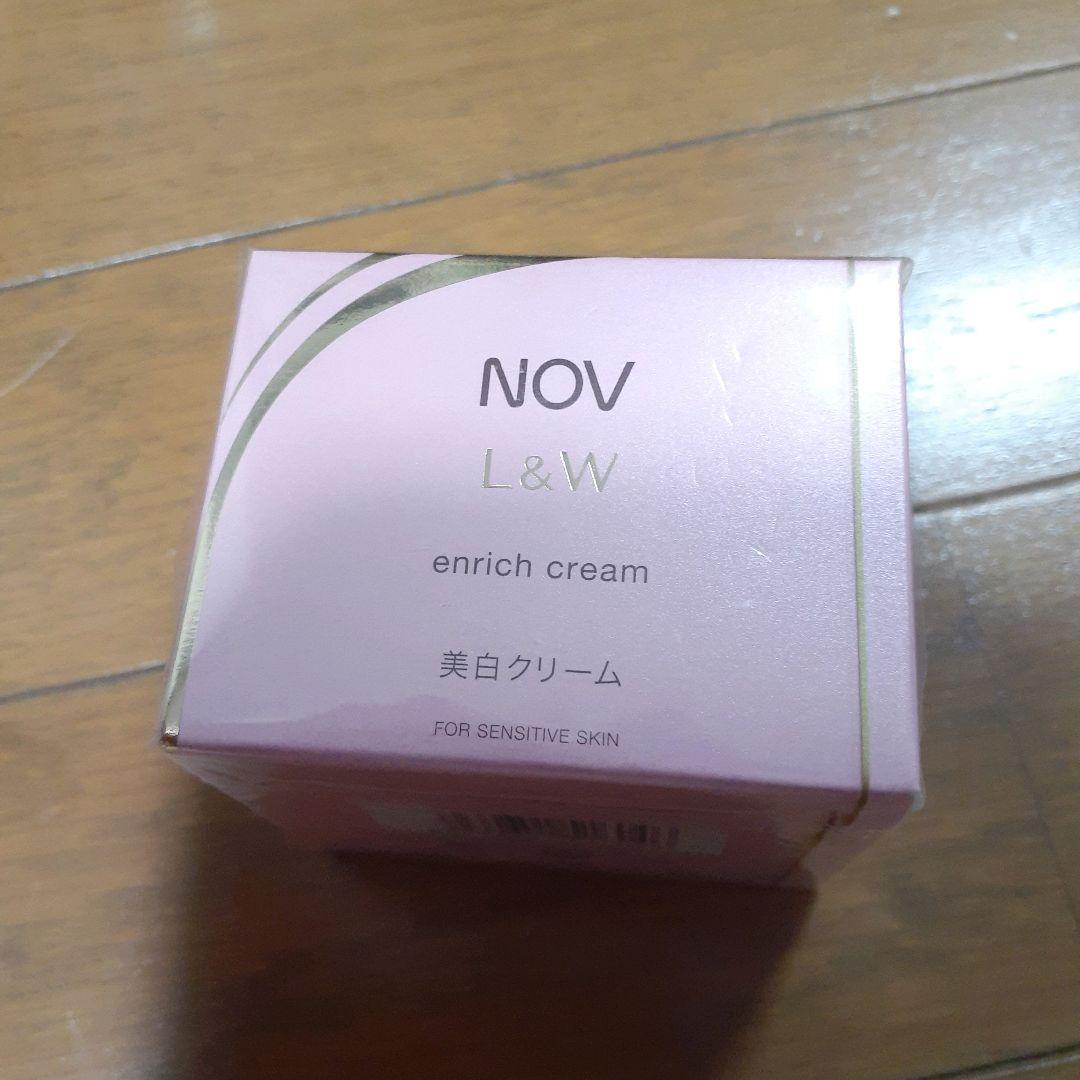 NOV
L&W
enrich cream
美白クリーム
FOR SENSITIVE SKIN